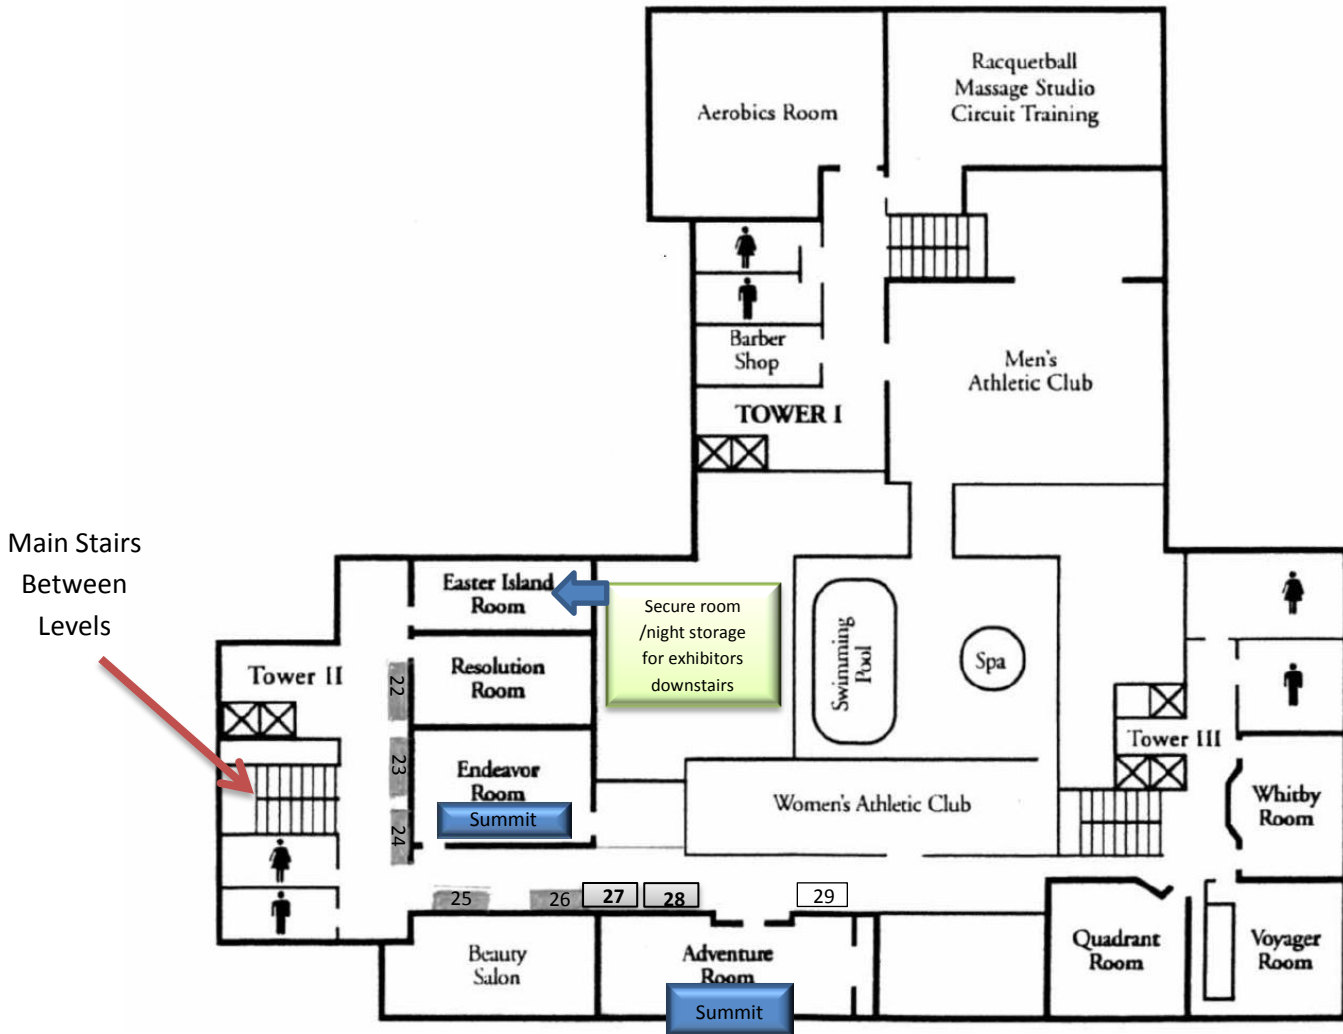 Aerobics Room
Racquetball
Massage Studio
Circuit Training
Barber
Shop
Men's
Athletic Club
TOWER I
Main Stairs
Between
Levels
Easter Island
Room
Secure room
/night storage
for exhibitors
downstairs
Swimming
Pool
Spa
Tower II
22
Resolution
Room
Tower III
23
Endeavor
Room
Summit
24
Women's Athletic Club
Whitby
Room
25
26
27
28
29
Beauty
Salon
Adventure
Room
Summit
Quadrant
Room
Voyager
Room